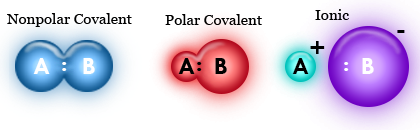 Nonpolar Covalent
A : B
Polar Covalent
A : B
Ionic
A + : B -